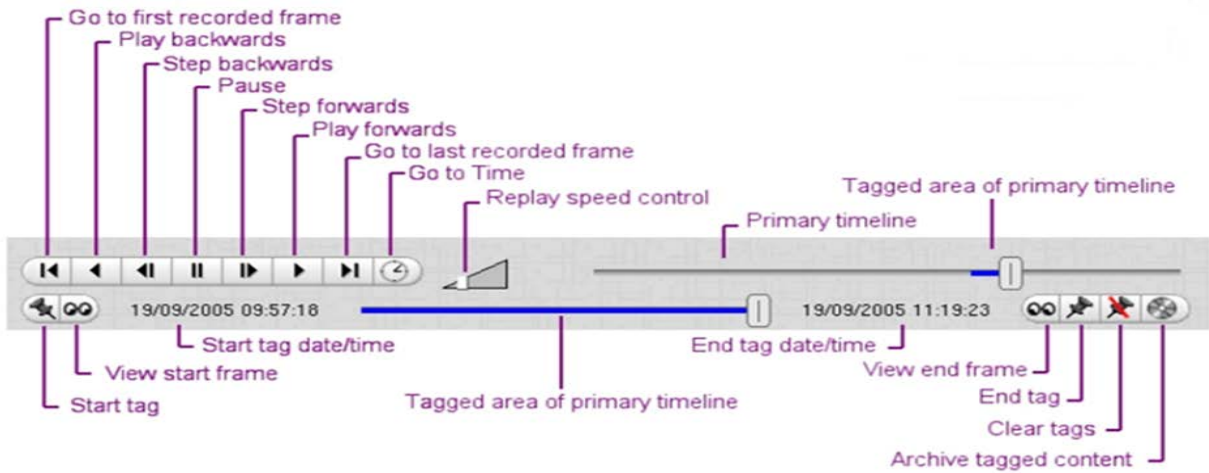 Go to first recorded frame
Play backwards
Step backwards
Pause
Step forwards
Play forwards
Go to last recorded frame
Go to Time
Replay speed control
Tagged area of primary timeline
Primary timeline
19/09/2005 09:57:18
19/09/2005 11:19:23
Start tag date/time
End tag date/time
View start frame
View end frame
Start tag
Tagged area of primary timeline
End tag
Clear tags
Archive tagged content